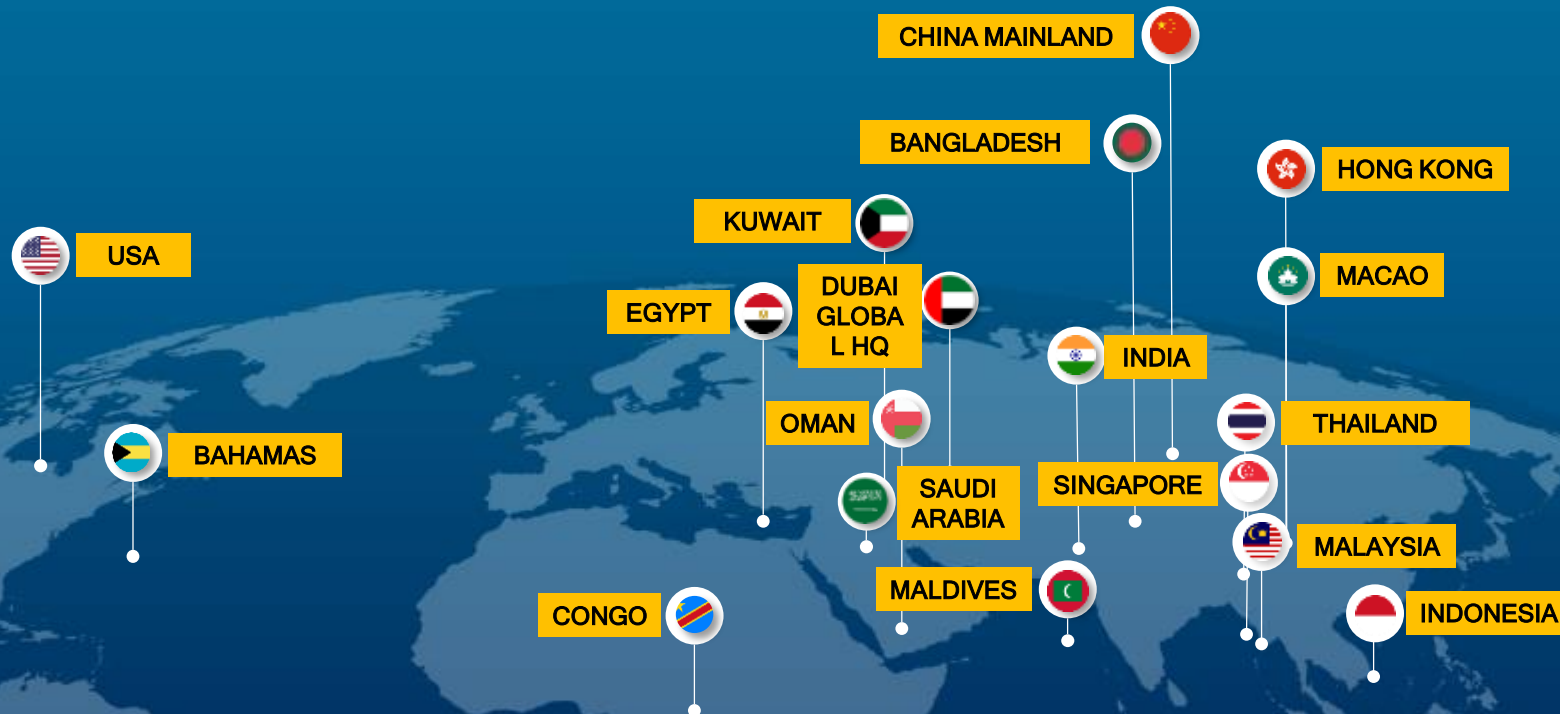 CHINA MAINLAND
BANGLADESH
HONG KONG
KUWAIT
USA
MACAO
DUBAI
GLOBA
L HQ
EGYPT
INDIA
OMAN
THAILAND
BAHAMAS
SINGAPORE
SAUDI
ARABIA
MALAYSIA
MALDIVES
CONGO
INDONESIA